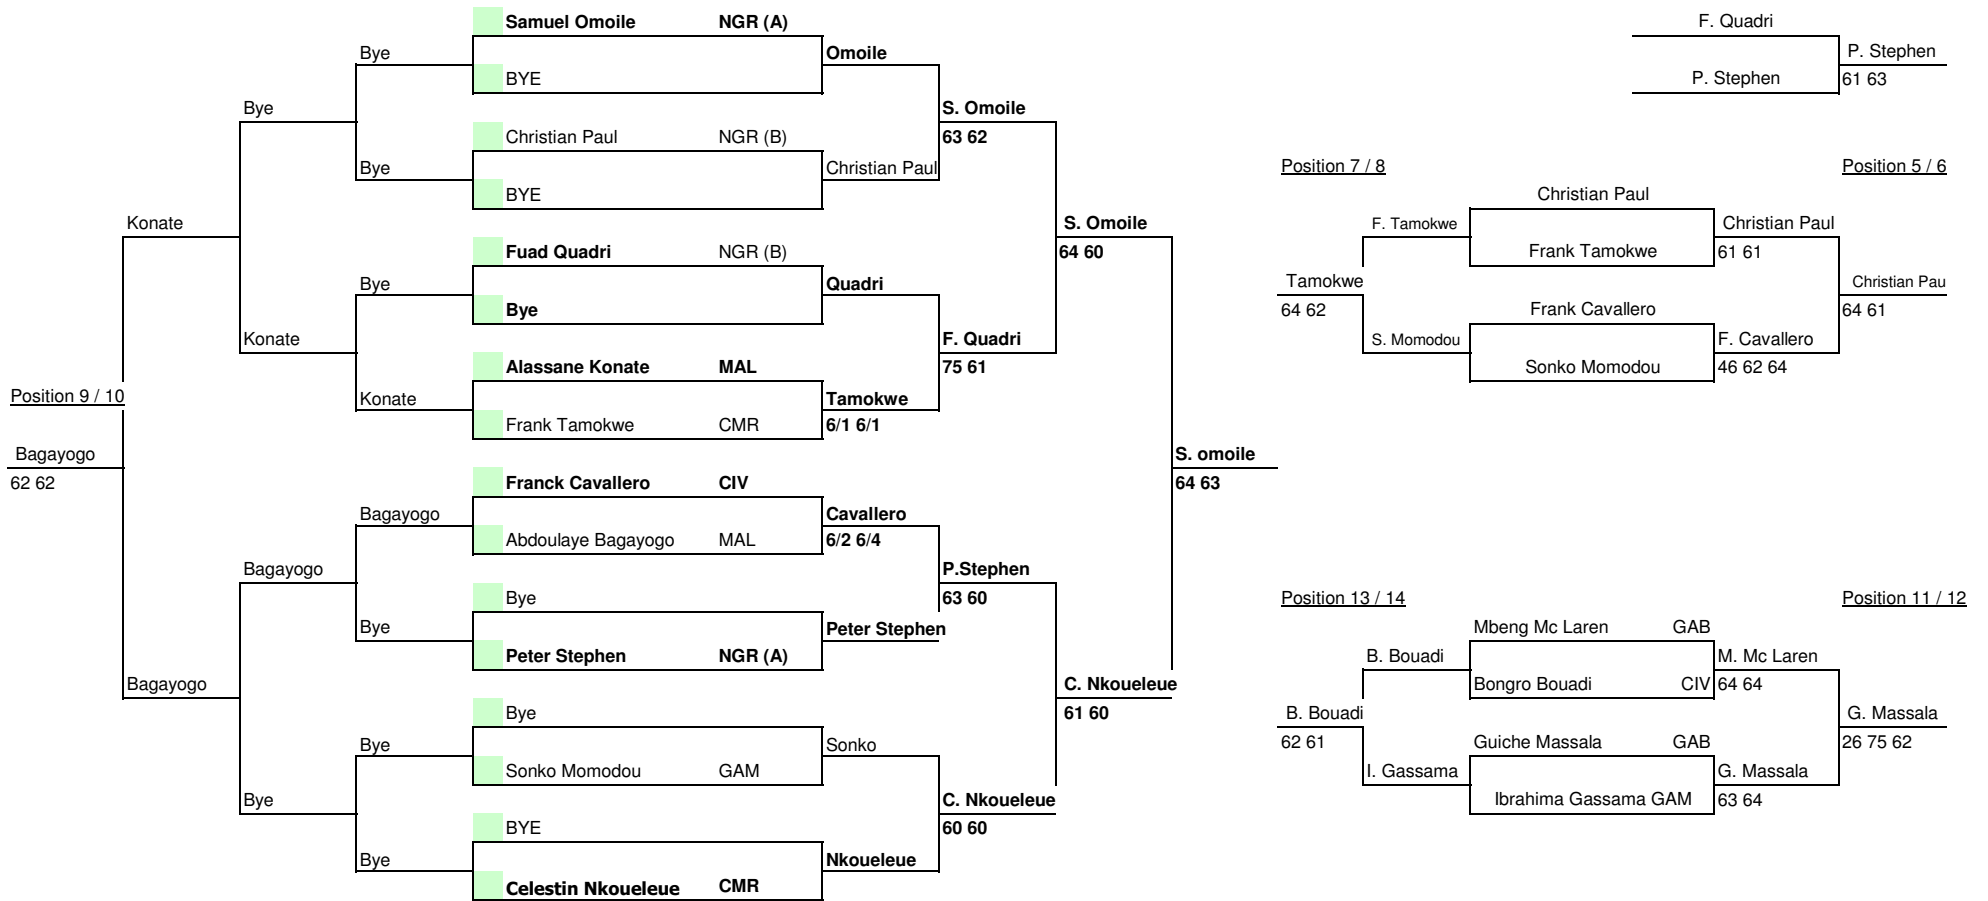 Samuel Omoile NGR (A)
F. Quadri
Bye
Omoile
P. Stephen
BYE
P. Stephen
61 63
Bye
S. Omoile
Christian Paul NGR (B)
63 62
Bye
Christian Paul
Position 7 / 8
Position 5 / 6
BYE
Christian Paul
Konate
S. Omoile
F. Tamokwe
Christian Paul
Fuad Quadri NGR (B)
64 60
Frank Tamokwe
61 61
Bye
Quadri
Tamokwe
Christian Pau
Bye
64 62
Frank Cavallero
64 61
Konate
F. Quadri
S. Momodou
F. Cavallero
Alassane Konate MAL
75 61
Sonko Momodou
46 62 64
Position 9 / 10
Konate
Tamokwe
Frank Tamokwe CMR
6/1 6/1
Bagayogo
S. omoile
62 62
Franck Cavallero CIV
64 63
Bagayogo
Cavallero
Abdoulaye Bagayogo MAL
6/2 6/4
Bagayogo
P.Stephen
Bye
63 60
Position 13 / 14
Position 11 / 12
Bye
Peter Stephen
Mbeng Mc Laren GAB
Peter Stephen NGR (A)
B. Bouadi
M. Mc Laren
Bagayogo
C. Nkoueleue
Bongro Bouadi CIV
64 64
Bye
61 60
B. Bouadi
G. Massala
Bye
Sonko
62 61
Guiche Massala GAB
26 75 62
Sonko Momodou GAM
I. Gassama
G. Massala
Bye
C. Nkoueleue
Ibrahima Gassama GAM
63 64
BYE
60 60
Bye
Nkoueleue
Celestin Nkoueleue CMR